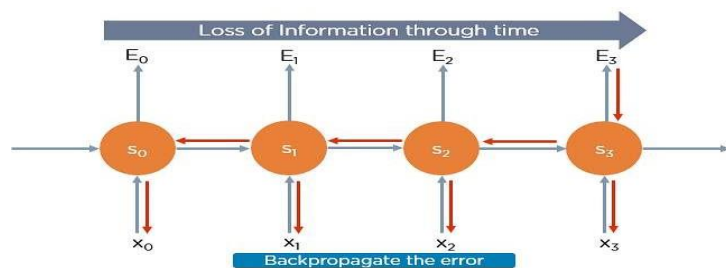 Loss of Information through time
E₀ E₁ E₂ E₃
s₀ s₁ s₂ s₃
x₀ x₁ x₂ x₃
Backpropagate the error